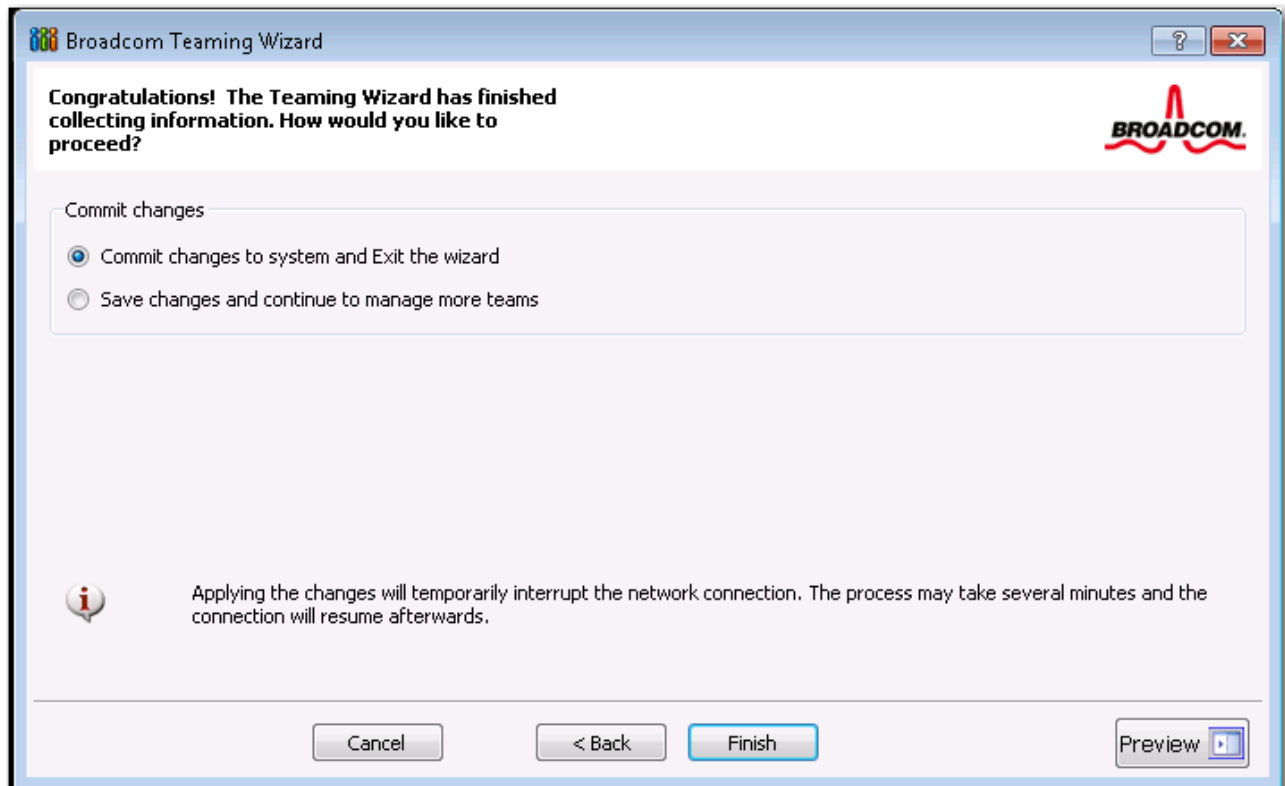 Broadcom Teaming Wizard
Congratulations! The Teaming Wizard has finished
collecting information. How would you like to
proceed?
BROADCOM.
Commit changes
Commit changes to system and Exit the wizard
Save changes and continue to manage more teams
Applying the changes will temporarily interrupt the network connection. The process may take several minutes and the
connection will resume afterwards.
Cancel
< Back
Finish
Preview